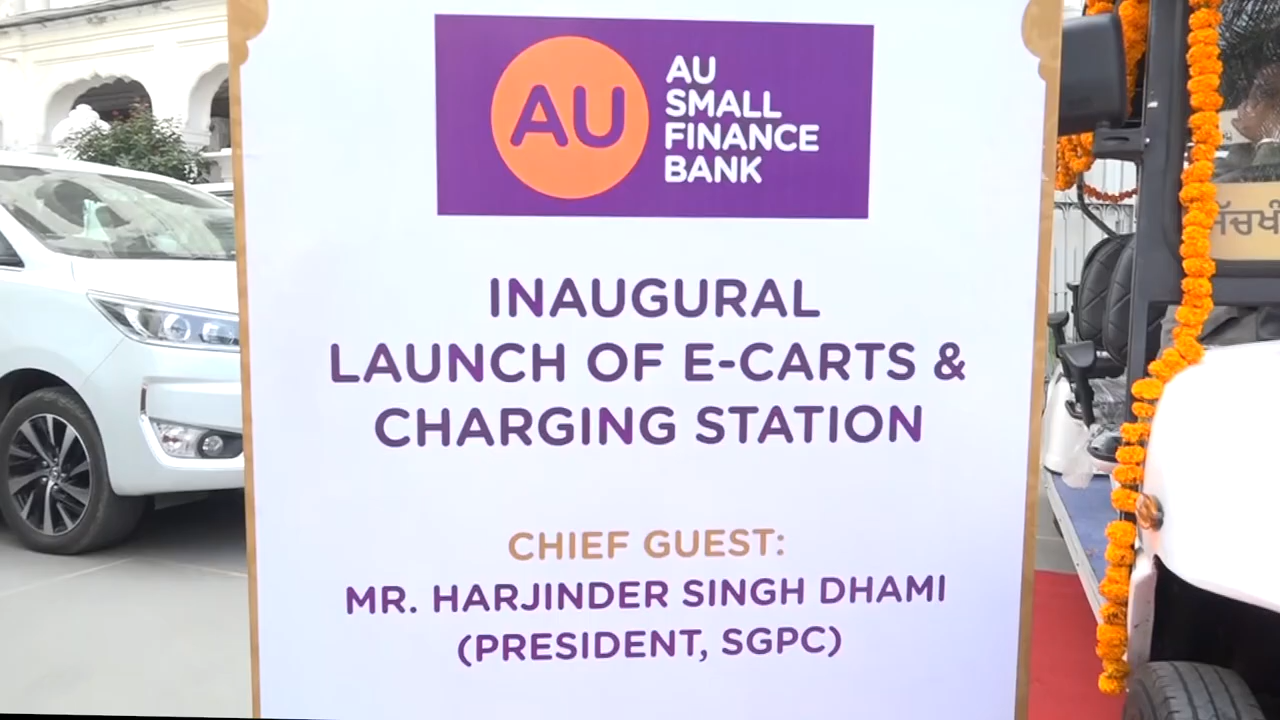 AU
AU
SMALL
FINANCE
BANK
INAUGURAL
LAUNCH OF E-CARTS &
CHARGING STATION
CHIEF GUEST:
MR. HARJINDER SINGH DHAMI
(PRESIDENT, SGPC)